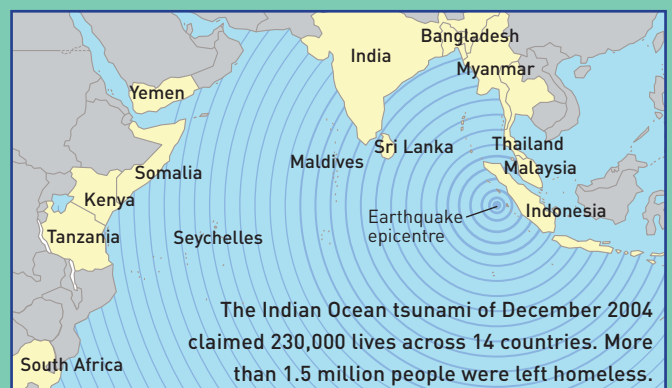 Bangladesh
India
Myanmar
Yemen
Sri Lanka
Thailand
Maldives
Malaysia
Somalia
Kenya
Earthquake
epicentre
Indonesia
Tanzania
Seychelles
The Indian Ocean tsunami of December 2004
claimed 230,000 lives across 14 countries. More
than 1.5 million people were left homeless.
South Africa